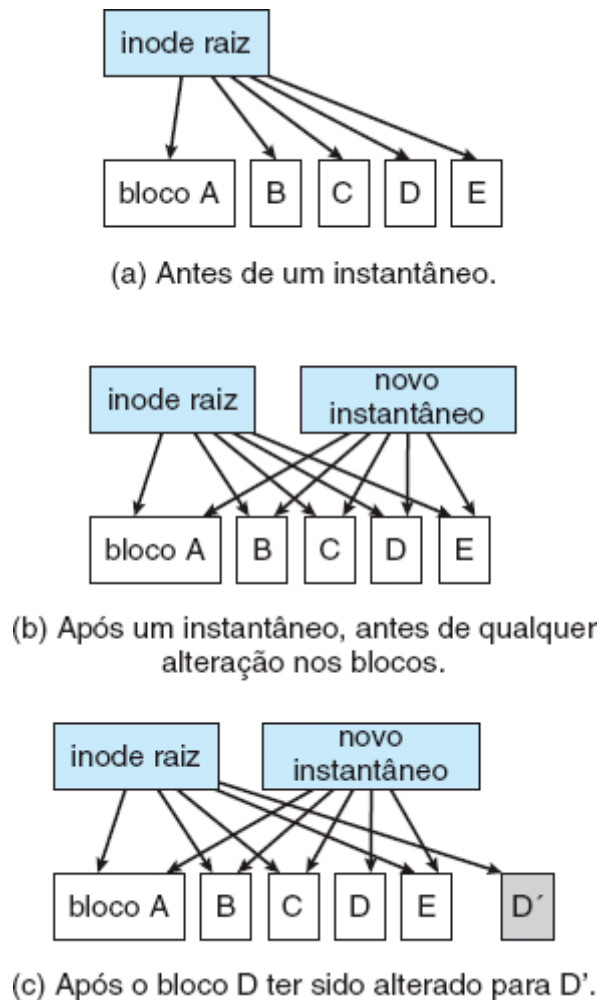 inode raiz
bloco A B C D E
(a) Antes de um instantâneo.
inode raiz
novo
instantâneo
bloco A B C D E
(b) Após um instantâneo, antes de qualquer
alteração nos blocos.
inode raiz
novo
instantâneo
bloco A B C D E D´
(c) Após o bloco D ter sido alterado para D'.